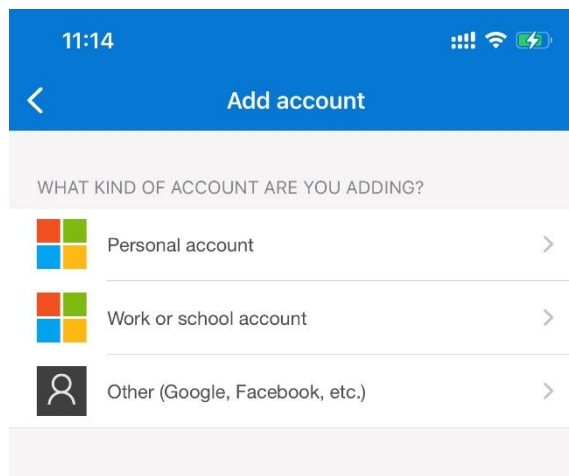 11:14
Add account
WHAT KIND OF ACCOUNT ARE YOU ADDING?
Personal account
Work or school account
Other (Google, Facebook, etc.)